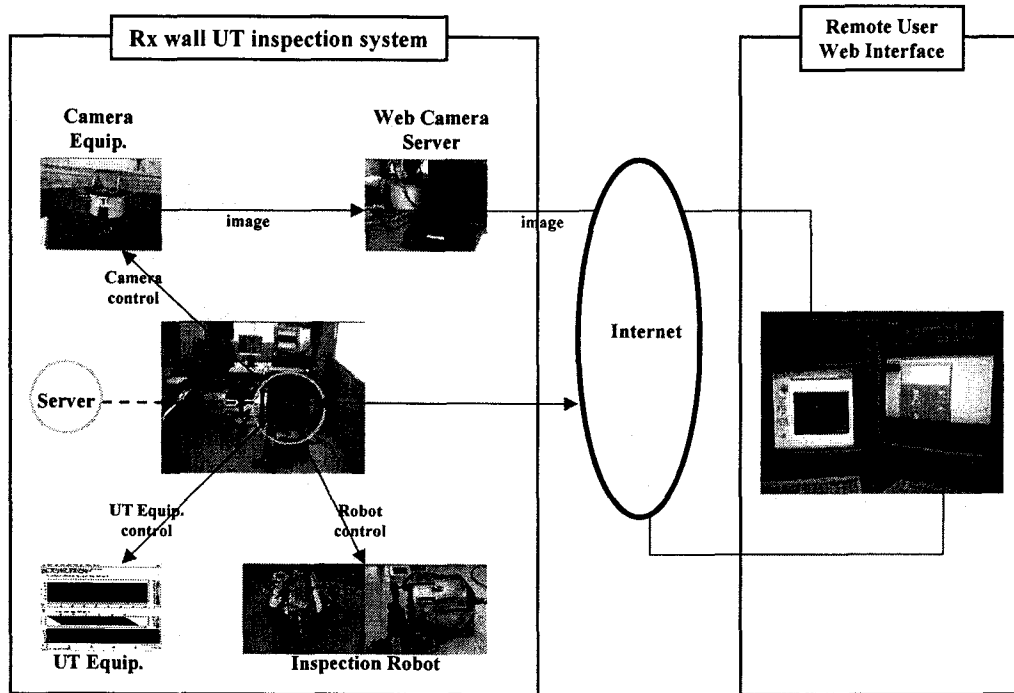 Rx wall UT inspection system
Remote User
Web Interface
Camera
Equip.
Web Camera
Server
image
image
Camera
control
Internet
Server
UT Equip.
control
Robot
control
UT Equip.
Inspection Robot